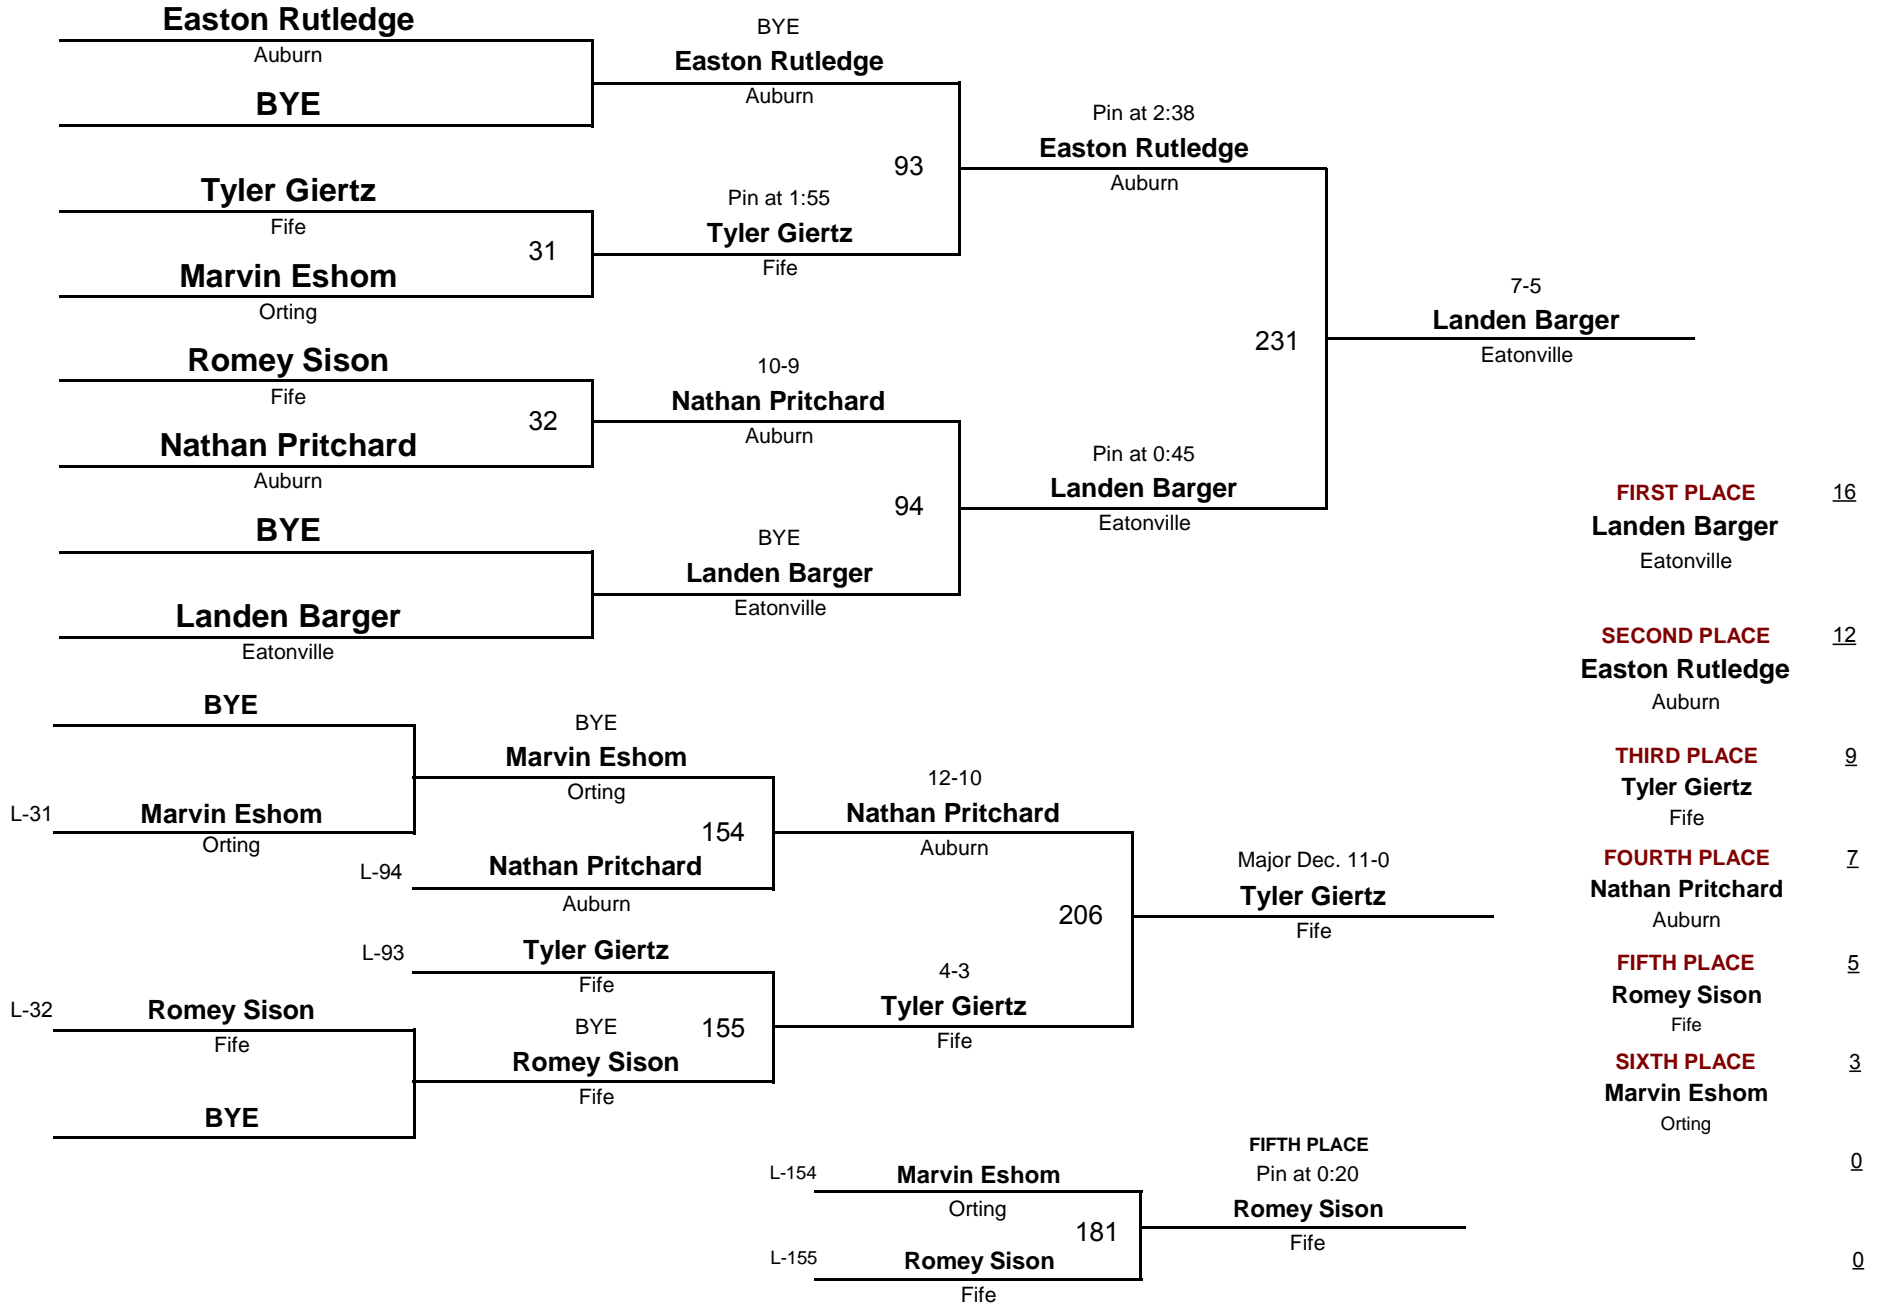 Easton Rutledge
Auburn
BYE
Tyler Giertz
Fife
31
Marvin Eshom
Orting
Romey Sison
Fife
32
Nathan Pritchard
Auburn
BYE
Landen Barger
Eatonville
BYE
Easton Rutledge
Auburn
93
Pin at 1:55
Tyler Giertz
Fife
10-9
Nathan Pritchard
Auburn
94
BYE
Landen Barger
Eatonville
Pin at 2:38
Easton Rutledge
Auburn
231
Pin at 0:45
Landen Barger
Eatonville
7-5
Landen Barger
Eatonville
BYE
L-31
Marvin Eshom
Orting
L-32
Romey Sison
Fife
BYE
BYE
Marvin Eshom
Orting
154
L-94
Nathan Pritchard
Auburn
L-93
Tyler Giertz
Fife
BYE
155
Romey Sison
Fife
12-10
Nathan Pritchard
Auburn
206
4-3
Tyler Giertz
Fife
Major Dec. 11-0
Tyler Giertz
Fife
L-154
Marvin Eshom
Orting
181
L-155
Romey Sison
Fife
FIFTH PLACE
Pin at 0:20
Romey Sison
Fife
FIRST PLACE 16
Landen Barger
Eatonville
SECOND PLACE 12
Easton Rutledge
Auburn
THIRD PLACE 9
Tyler Giertz
Fife
FOURTH PLACE 7
Nathan Pritchard
Auburn
FIFTH PLACE 5
Romey Sison
Fife
SIXTH PLACE 3
Marvin Eshom
Orting
0
0